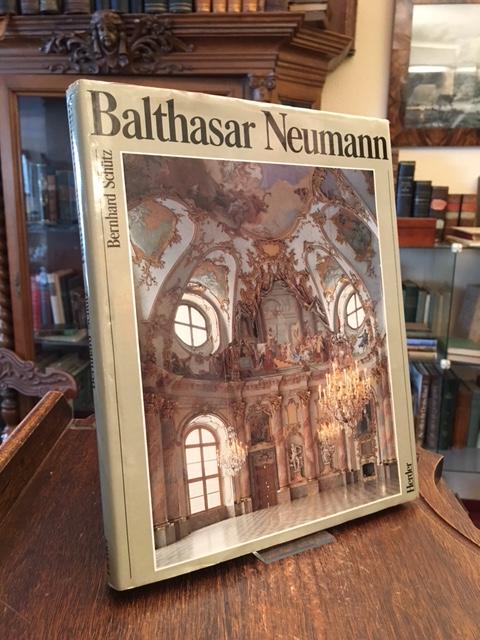 Balthasar Neumann
Bernhard Schütz
Herder